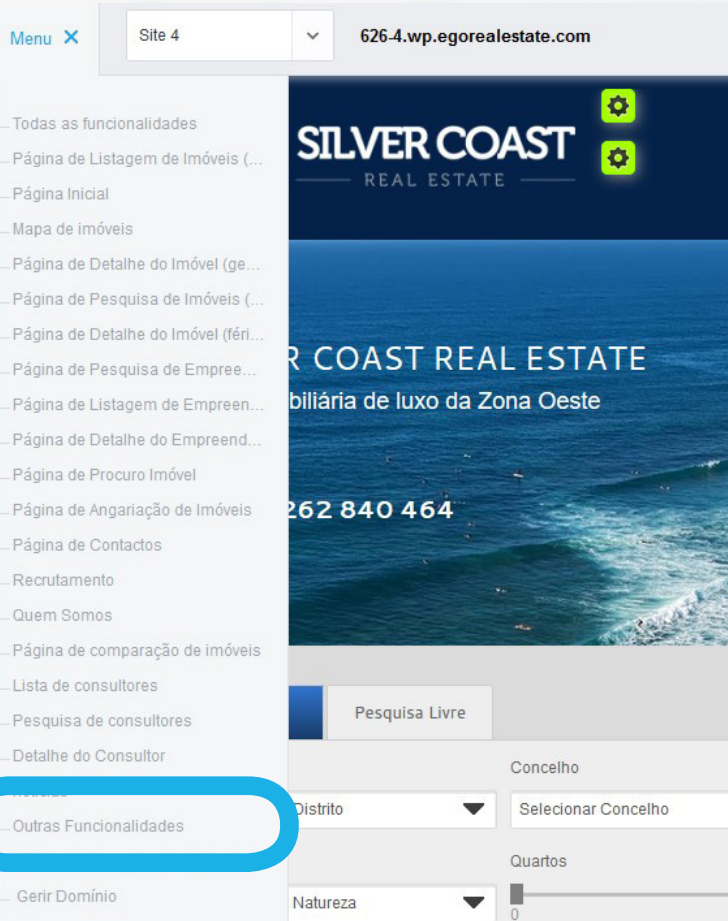 Menu
Site 4
626-4.wp.egorealestate.com
Todas as funcionalidades
Página de Listagem de Imóveis (...
Página Inicial
Mapa de imóveis
Página de Detalhe do Imóvel (ge...
Página de Pesquisa de Imóveis (...
Página de Detalhe do Imóvel (féri...
Página de Pesquisa de Empree...
Página de Listagem de Empreen...
Página de Detalhe do Empreend...
Página de Procuro Imóvel
Página de Angariação de Imóveis
Página de Contactos
Recrutamento
Quem Somos
Página de comparação de imóveis
Lista de consultores
Pesquisa de consultores
Detalhe do Consultor
Outras Funcionalidades
Gerir Domínio
SILVER COAST
REAL ESTATE
R COAST REAL ESTATE
biliária de luxo da Zona Oeste
262 840 464
Pesquisa Livre
Concelho
Distrito
Selecionar Concelho
Quartos
Natureza
0